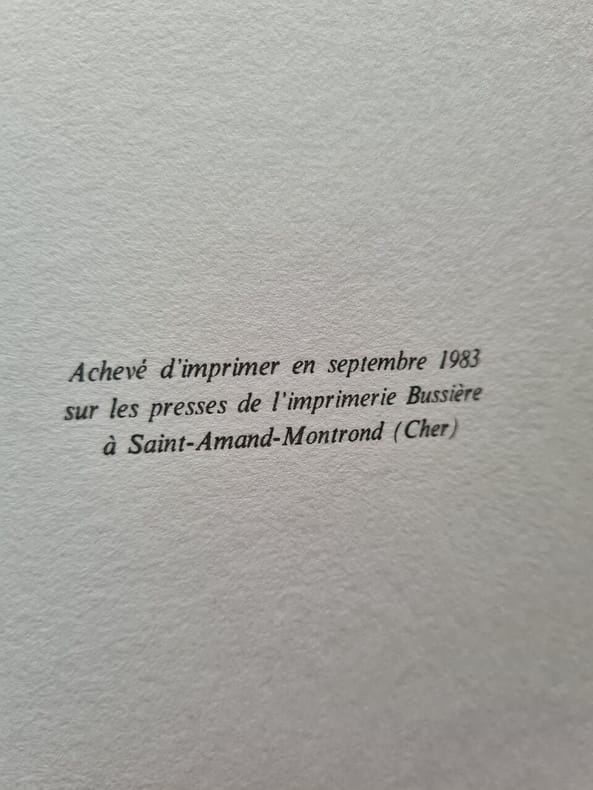 Achevé d'imprimer en septembre 1983
sur les presses de l'imprimerie Bussière
à Saint-Amand-Montrond (Cher)